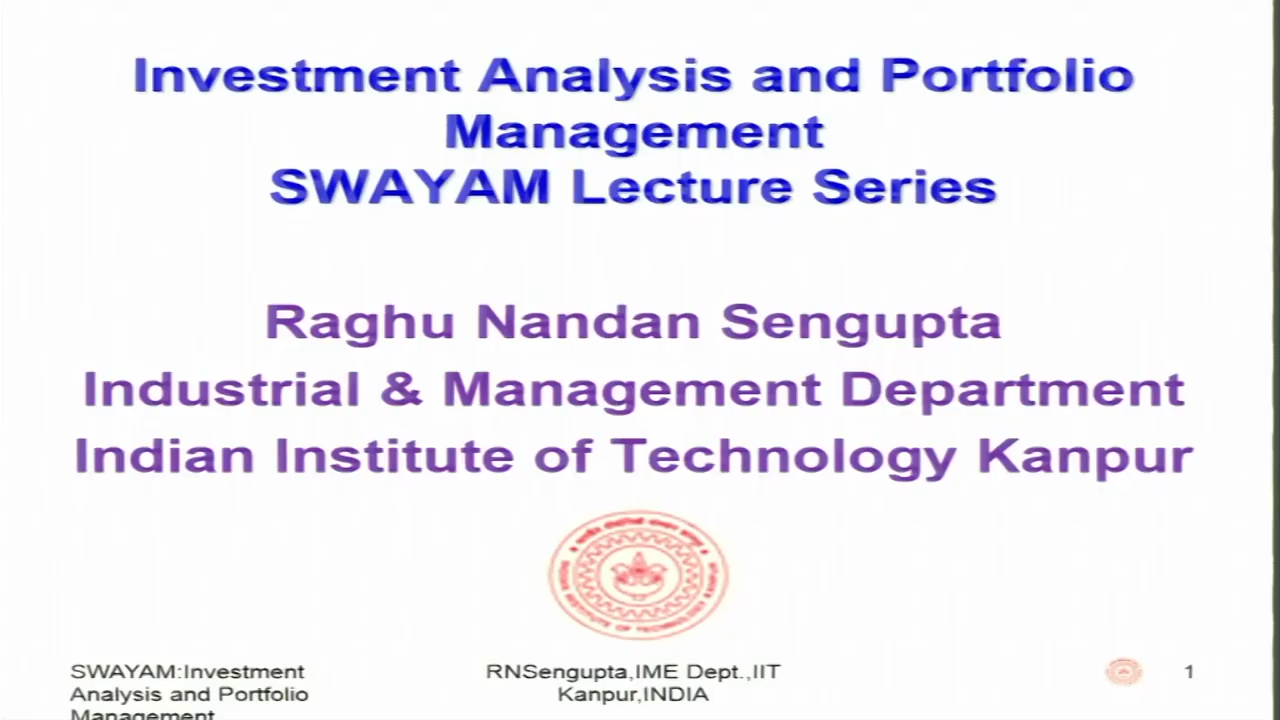 Investment Analysis and Portfolio
Management
SWAYAM Lecture Series
Raghu Nandan Sengupta
Industrial & Management Department
Indian Institute of Technology Kanpur
SWAYAM:Investment
Analysis and Portfolio
Management
RNSengupta,IME Dept.,IIT
Kanpur,INDIA
1